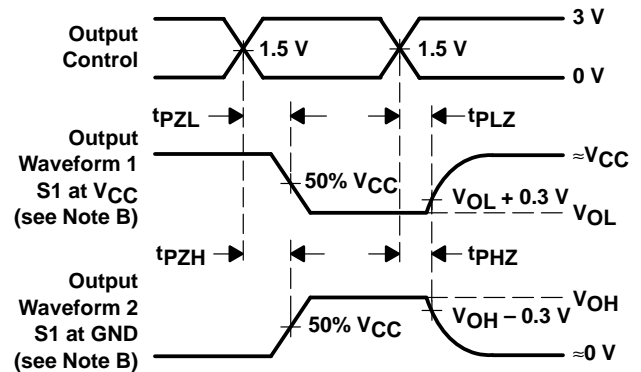 3 V
Output
Control
1.5 V
1.5 V
0 V
tPZL
tPLZ
Output
Waveform 1
S1 at VCC
(see Note B)
≈VCC
50% VCC
VOL + 0.3 V
VOL
tPZH
tPHZ
Output
Waveform 2
S1 at GND
(see Note B)
VOH
50% VCC
VOH – 0.3 V
≈0 V